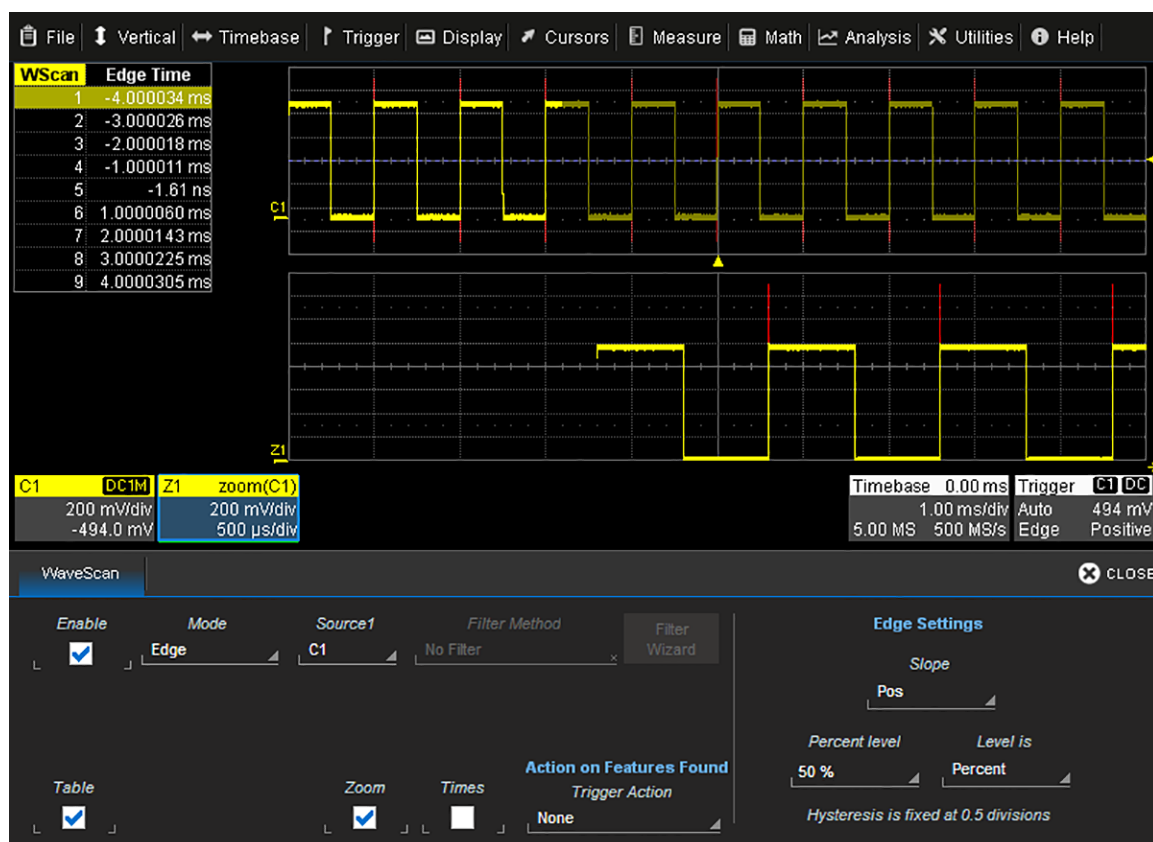 File Vertical Timebase Trigger Display Cursors Measure Math Analysis Utilities Help
WScan Edge Time
1 -4.000034 ms
2 -3.000026 ms
3 -2.000018 ms
4 -1.000011 ms
5 -1.61 ns
6 1.0000060 ms
7 2.0000143 ms
8 3.0000225 ms
9 4.0000305 ms
C1
Z1
C1 DC1M Z1 zoom(C1) Timebase 0.00 ms Trigger C1 DC
200 mV/div 200 mV/div 1.00 ms/div Auto 494 mV
-494.0 mV 500 µs/div 5.00 MS 500 MS/s Edge Positive
WaveScan CLOSE
Enable Mode Source1 Filter Method Filter Wizard Edge Settings
Edge C1 No Filter
Slope
Pos
Percent level Level is
50 % Percent
Action on Features Found
Table Zoom Times Trigger Action
None
Hysteresis is fixed at 0.5 divisions